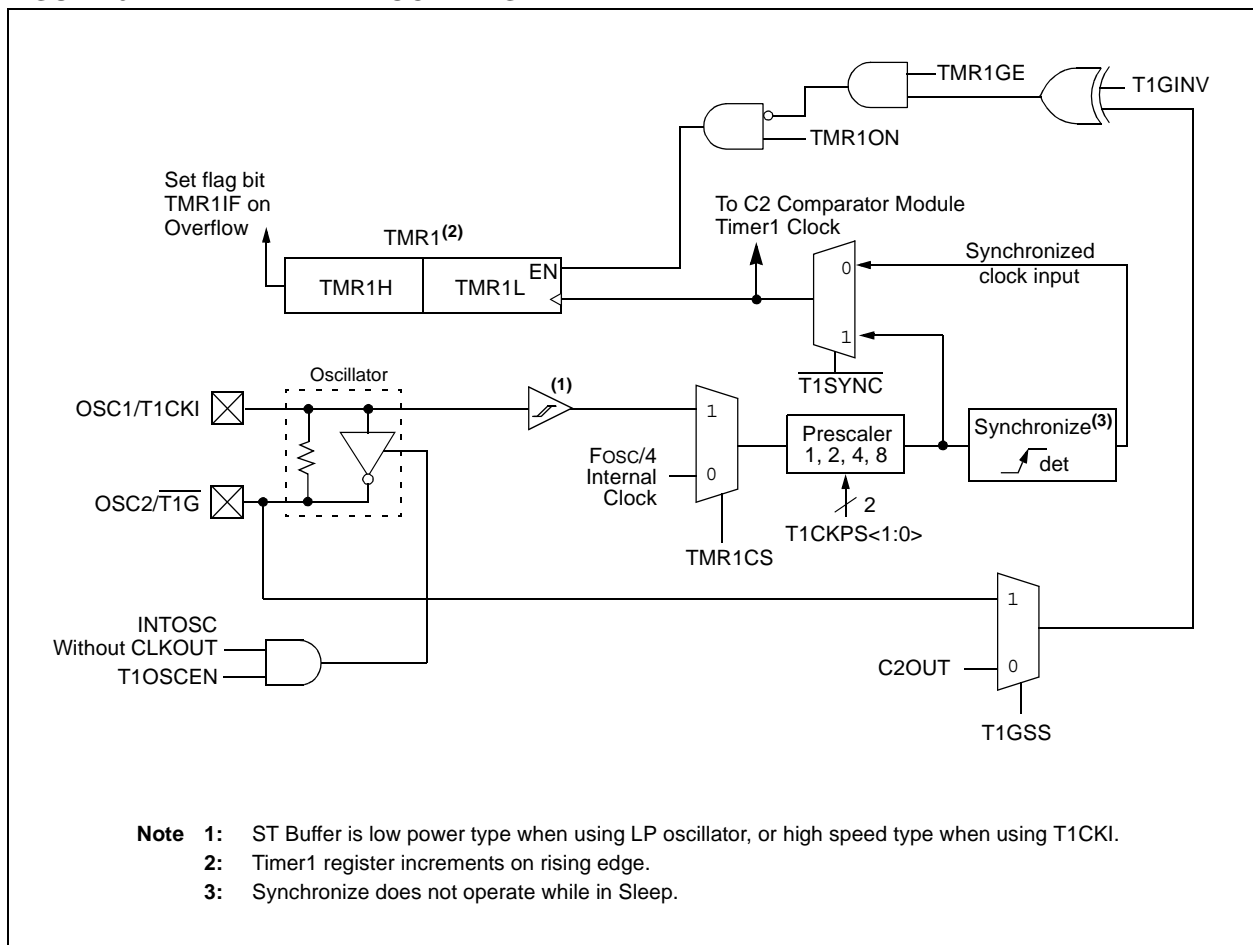 TMR1GE
T1GINV
TMR1ON
Set flag bit
TMR1IF on
Overflow
To C2 Comparator Module
Timer1 Clock
TMR1(2)
EN
TMR1H
TMR1L
0
Synchronized
clock input
1
T1SYNC
Oscillator
(1)
OSC1/T1CKI
1
Prescaler
1, 2, 4, 8
Synchronize(3)
det
FOSC/4
Internal
Clock
0
OSC2/T1G
2
T1CKPS<1:0>
TMR1CS
1
INTOSC
Without CLKOUT
T1OSCEN
C2OUT
0
T1GSS
Note 1: ST Buffer is low power type when using LP oscillator, or high speed type when using T1CKI.
2: Timer1 register increments on rising edge.
3: Synchronize does not operate while in Sleep.